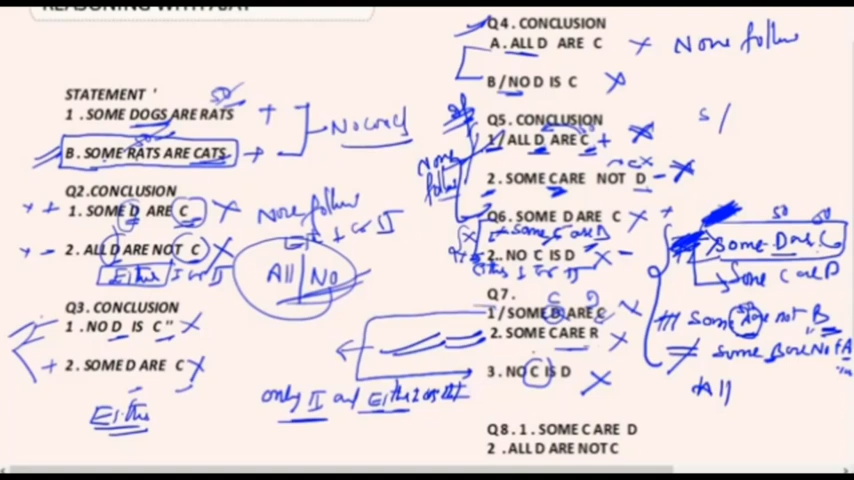 REASONING WITH AJAY
STATEMENT '
1 .SOME DOGS ARE RATS
B. SOME RATS ARE CATS
Q2.CONCLUSION
1. SOME D ARE C
None follow
2. ALL D ARE NOT C
Either I or II
All/No
Q3. CONCLUSION
1. NO D IS C"
2. SOME D ARE C
Either
only II and Either
Q4. CONCLUSION
A. ALL D ARE C
None follow
B/NO D IS C
Q5. CONCLUSION
1/ ALL D ARE C
None follow
2. SOME C ARE NOT D
Q6. SOME D ARE C
Some C are D
2.. NO C IS D
Either I or II
Q7.
1/SOME D ARE C
2. SOME C ARE R
3. NO C IS D
Some D are C
Some C are D
Some A are not B
Some B are Not A
All
Q8.1. SOME C ARE D
2 .ALL D ARE NOT C